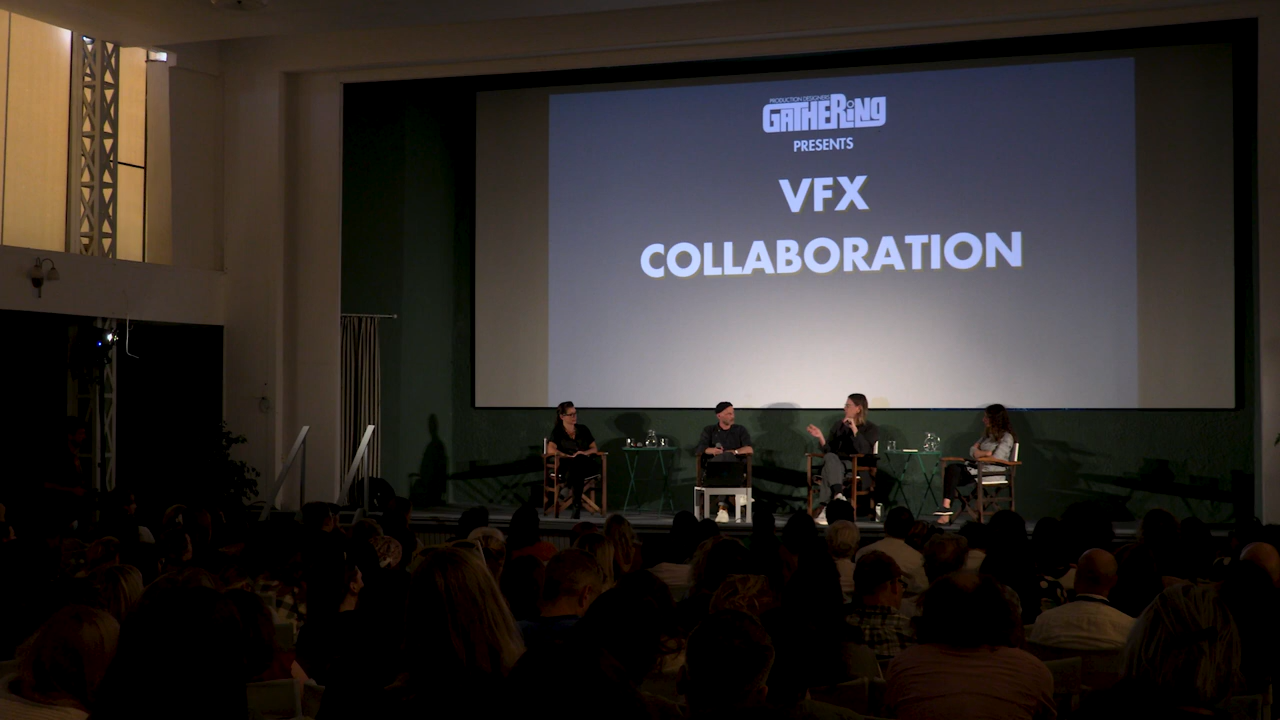 PRODUCTION DESIGNERS
GATHERING
PRESENTS
VFX
COLLABORATION